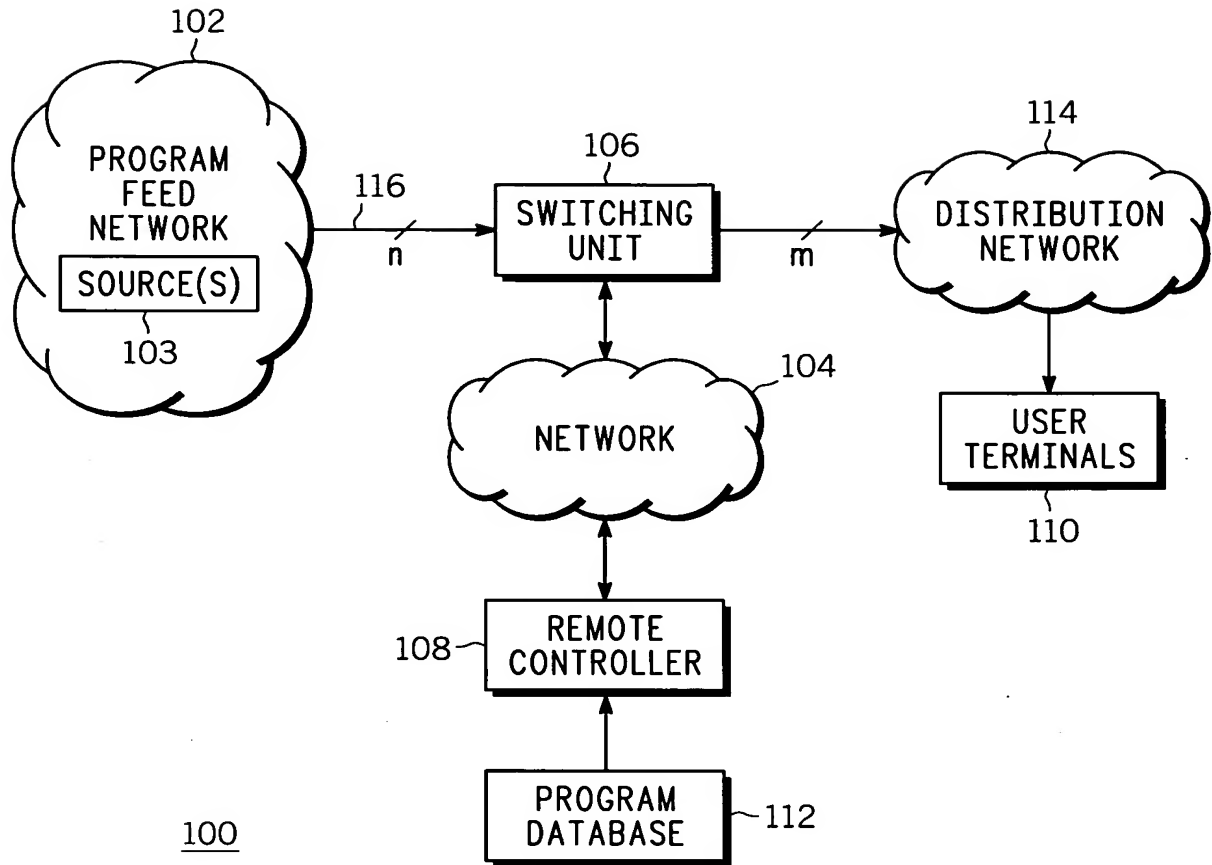 102
PROGRAM
FEED
NETWORK
SOURCE(S)
103
116
n
106
SWITCHING
UNIT
m
114
DISTRIBUTION
NETWORK
104
NETWORK
USER
TERMINALS
110
108
REMOTE
CONTROLLER
PROGRAM
DATABASE
112
100